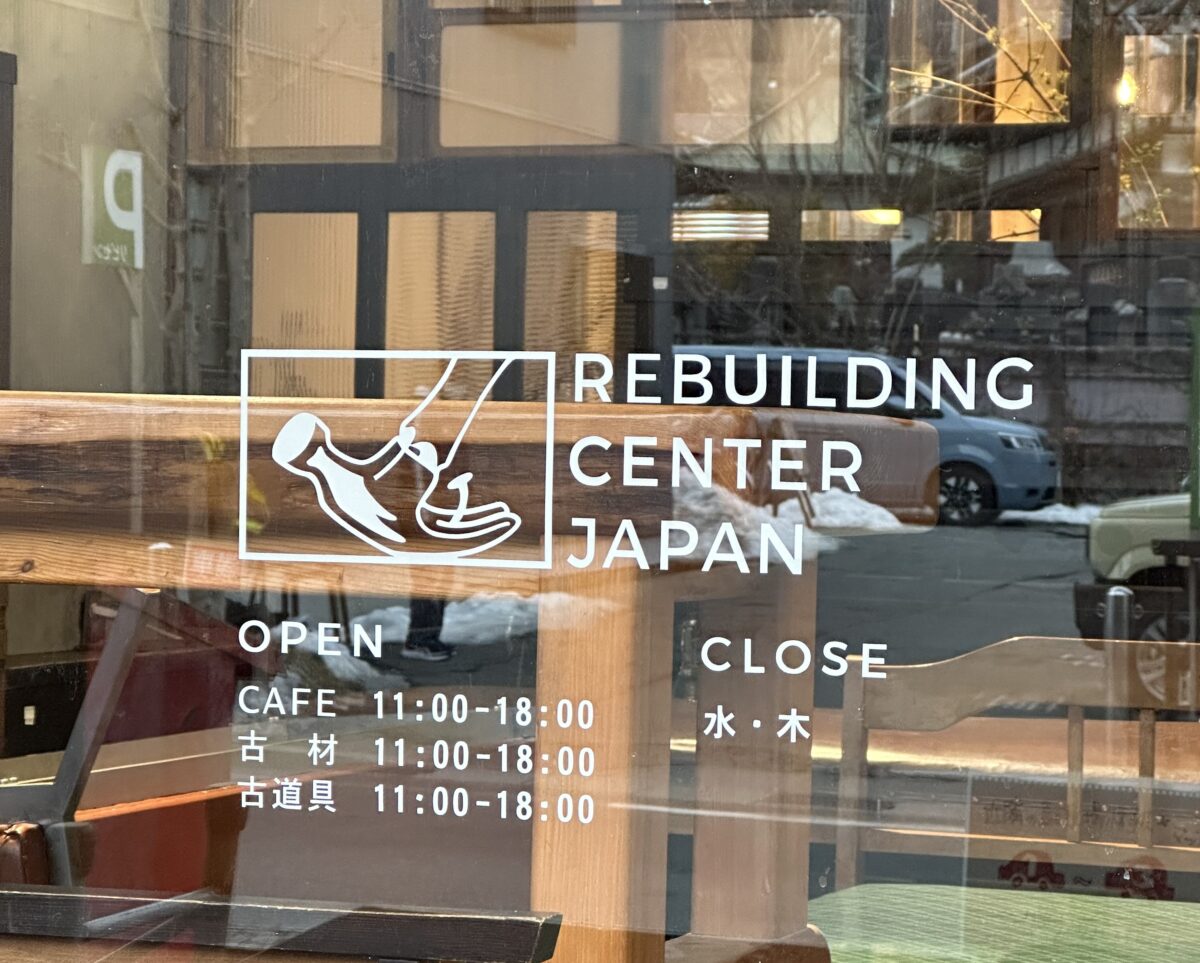 P
REBUILDING
CENTER
JAPAN
OPEN
CLOSE
CAFE 11:00-18:00
古 材 11:00-18:00
古道具 11:00-18:00
水・木